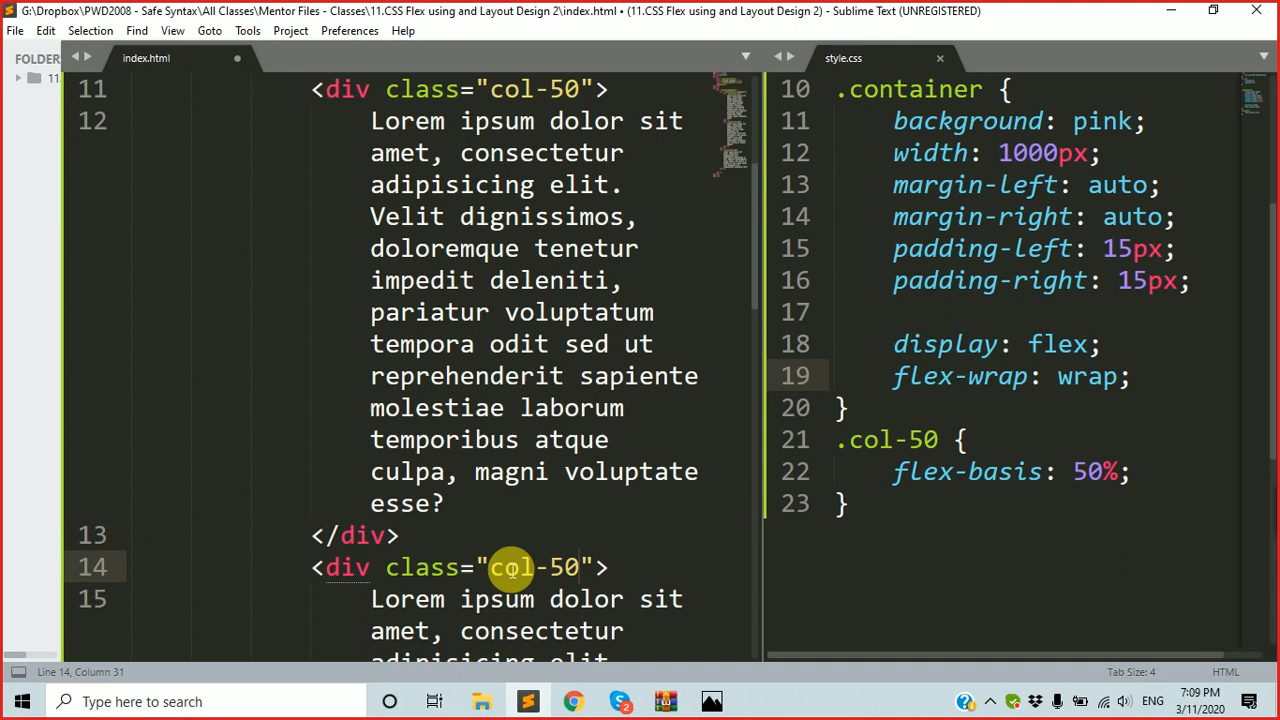 G:\Dropbox\PWD2008 - Safe Syntax\All Classes\Mentor Files - Classes\11.CSS Flex using and Layout Design 2\index.html • (11.CSS Flex using and Layout Design 2) - Sublime Text (UNREGISTERED)
File Edit Selection Find View Goto Tools Project Preferences Help
FOLDERS
11.
index.html
11 <div class="col-50">
12 Lorem ipsum dolor sit
amet, consectetur
adipisicing elit.
Velit dignissimos,
doloremque tenetur
impedit deleniti,
pariatur voluptatum
tempora odit sed ut
reprehenderit sapiente
molestiae laborum
temporibus atque
culpa, magni voluptate
esse?
13 </div>
14 <div class="col-50">
15 Lorem ipsum dolor sit
amet, consectetur
adipisicing elit.
style.css
10 .container {
11 background: pink;
12 width: 1000px;
13 margin-left: auto;
14 margin-right: auto;
15 padding-left: 15px;
16 padding-right: 15px;
17
18 display: flex;
19 flex-wrap: wrap;
20 }
21 .col-50 {
22 flex-basis: 50%;
23 }
Line 14, Column 31
Tab Size: 4
HTML
Type here to search
2
ENG
7:09 PM
3/11/2020